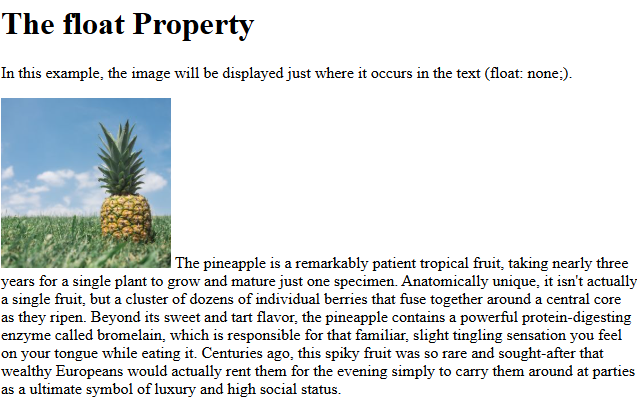 The float Property
In this example, the image will be displayed just where it occurs in the text (float: none;).
The pineapple is a remarkably patient tropical fruit, taking nearly three
years for a single plant to grow and mature just one specimen. Anatomically unique, it isn't actually
a single fruit, but a cluster of dozens of individual berries that fuse together around a central core
as they ripen. Beyond its sweet and tart flavor, the pineapple contains a powerful protein-digesting
enzyme called bromelain, which is responsible for that familiar, slight tingling sensation you feel
on your tongue while eating it. Centuries ago, this spiky fruit was so rare and sought-after that
wealthy Europeans would actually rent them for the evening simply to carry them around at parties
as a ultimate symbol of luxury and high social status.